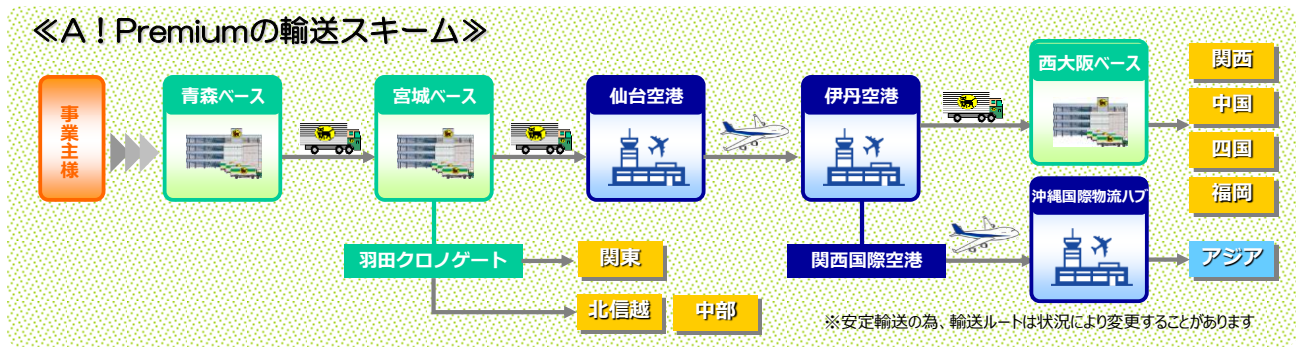 ≪A！Premiumの輸送スキーム≫
事業主様
青森ベース
宮城ベース
仙台空港
伊丹空港
西大阪ベース
関西
中国
四国
福岡
沖縄国際物流ハブ
羽田クロノゲート
関東
関西国際空港
アジア
北信越
中部
※安定輸送の為、輸送ルートは状況により変更することがあります